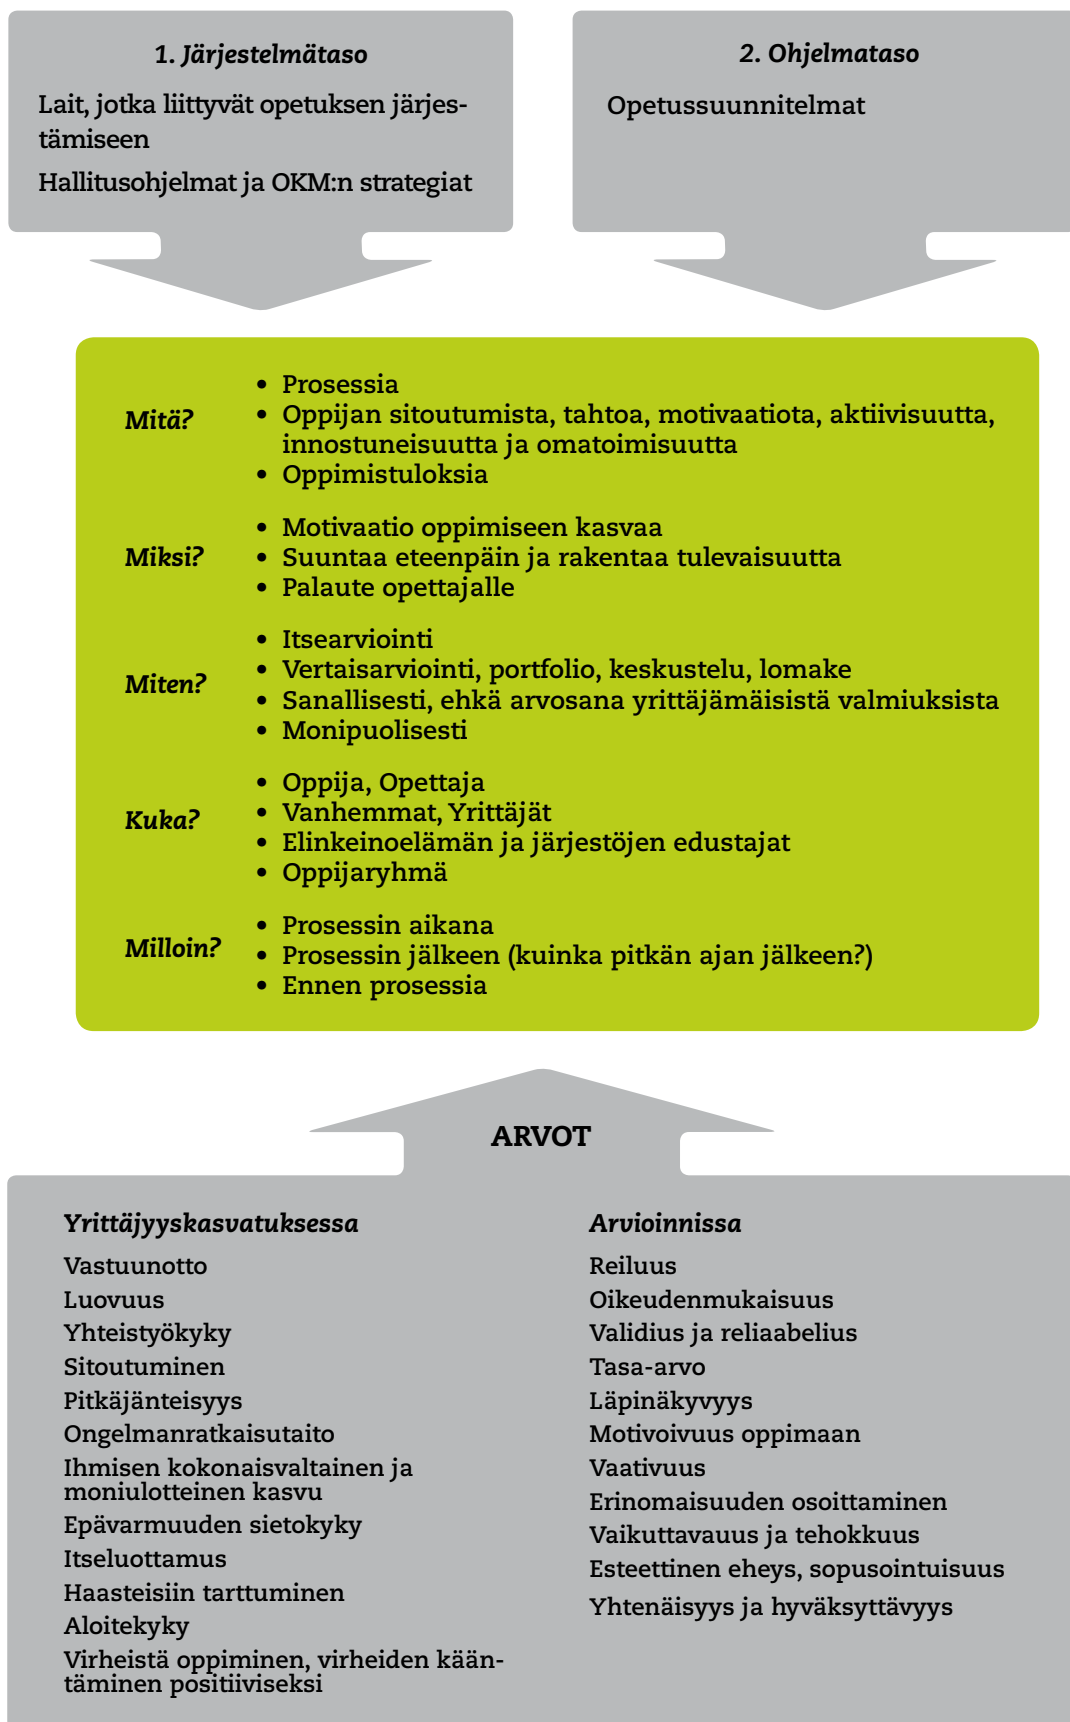 1. Järjestelmätaso
Lait, jotka liittyvät opetuksen järjes-
tämiseen
Hallitusohjelmat ja OKM:n strategiat
2. Ohjelmataso
Opetussuunnitelmat
Mitä?
• Prosessia
• Oppijan sitoutumista, tahtoa, motivaatiota, aktiivisuutta,
innostuneisuutta ja omatoimisuutta
• Oppimistuloksia
Miksi?
• Motivaatio oppimiseen kasvaa
• Suuntaa eteenpäin ja rakentaa tulevaisuutta
• Palaute opettajalle
Miten?
• Itsearviointi
• Vertaisarviointi, portfolio, keskustelu, lomake
• Sanallisesti, ehkä arvosana yrittäjämäisistä valmiuksista
• Monipuolisesti
Kuka?
• Oppija, Opettaja
• Vanhemmat, Yrittäjät
• Elinkeinoelämän ja järjestöjen edustajat
• Oppijaryhmä
Milloin?
• Prosessin aikana
• Prosessin jälkeen (kuinka pitkän ajan jälkeen?)
• Ennen prosessia
ARVOT
Yrittäjyyskasvatuksessa
Vastuunotto
Luovuus
Yhteistyökyky
Sitoutuminen
Pitkäjänteisyys
Ongelmanratkaisutaito
Ihmisen kokonaisvaltainen ja
moniulotteinen kasvu
Epävarmuuden sietokyky
Itseluottamus
Haasteisiin tarttuminen
Aloitekyky
Virheistä oppiminen, virheiden kään-
täminen positiiviseksi
Arvioinnissa
Reiluus
Oikeudenmukaisuus
Validius ja reliaabelius
Tasa-arvo
Läpinäkyvyys
Motivoivuus oppimaan
Vaativuus
Erinomaisuuden osoittaminen
Vaikuttavauus ja tehokkuus
Esteettinen eheys, sopusointuisuus
Yhtenäisyys ja hyväksyttävyys